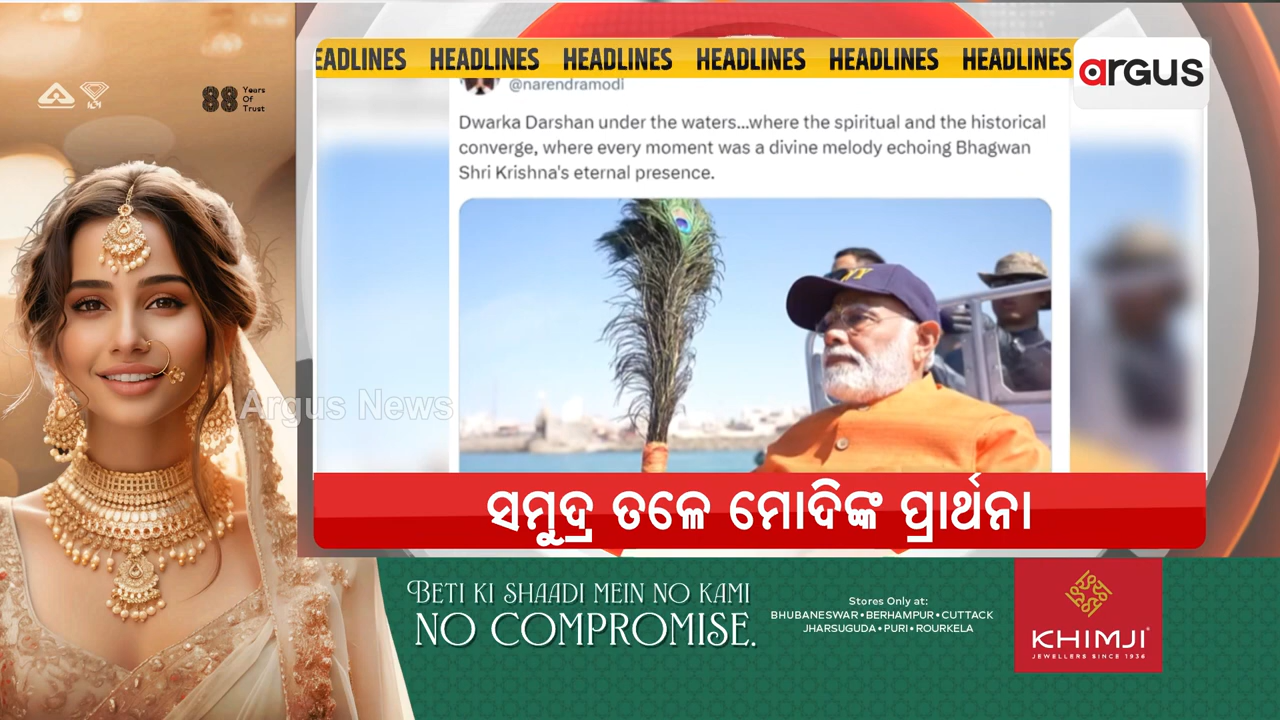 EADLINES HEADLINES HEADLINES HEADLINES HEADLINES HEADLINES
argus
88 Years
Of
Trust
@narendramodi
Dwarka Darshan under the waters...where the spiritual and the historical
converge, where every moment was a divine melody echoing Bhagwan
Shri Krishna's eternal presence.
Argus News
ସମୁଦ୍ର ତଳେ ମୋଦିଙ୍କ ପ୍ରାର୍ଥନା
BETI KI SHAADI MEIN NO KAMI
NO COMPROMISE.
Stores Only at:
BHUBANESWAR • BERHAMPUR • CUTTACK
JHARSUGUDA • PURI • ROURKELA
KHIMJI
JEWELLERS SINCE 1936